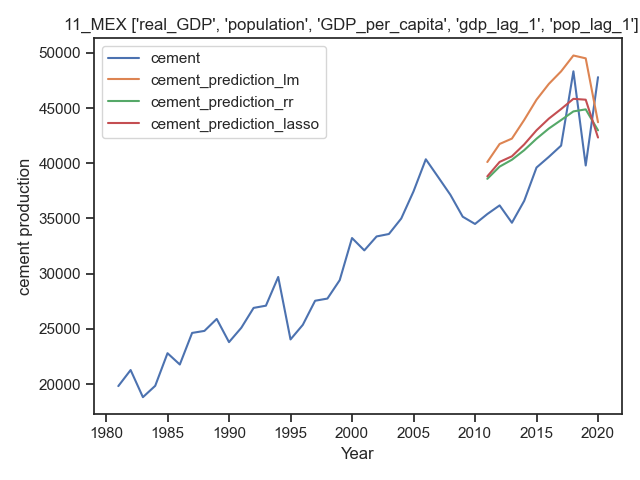 11_MEX ['real_GDP', 'population', 'GDP_per_capita', 'gdp_lag_1', 'pop_lag_1']
cement
cement_prediction_lm
cement_prediction_rr
cement_prediction_lasso
cement production
50000
45000
40000
35000
30000
25000
20000
1980 1985 1990 1995 2000 2005 2010 2015 2020
Year